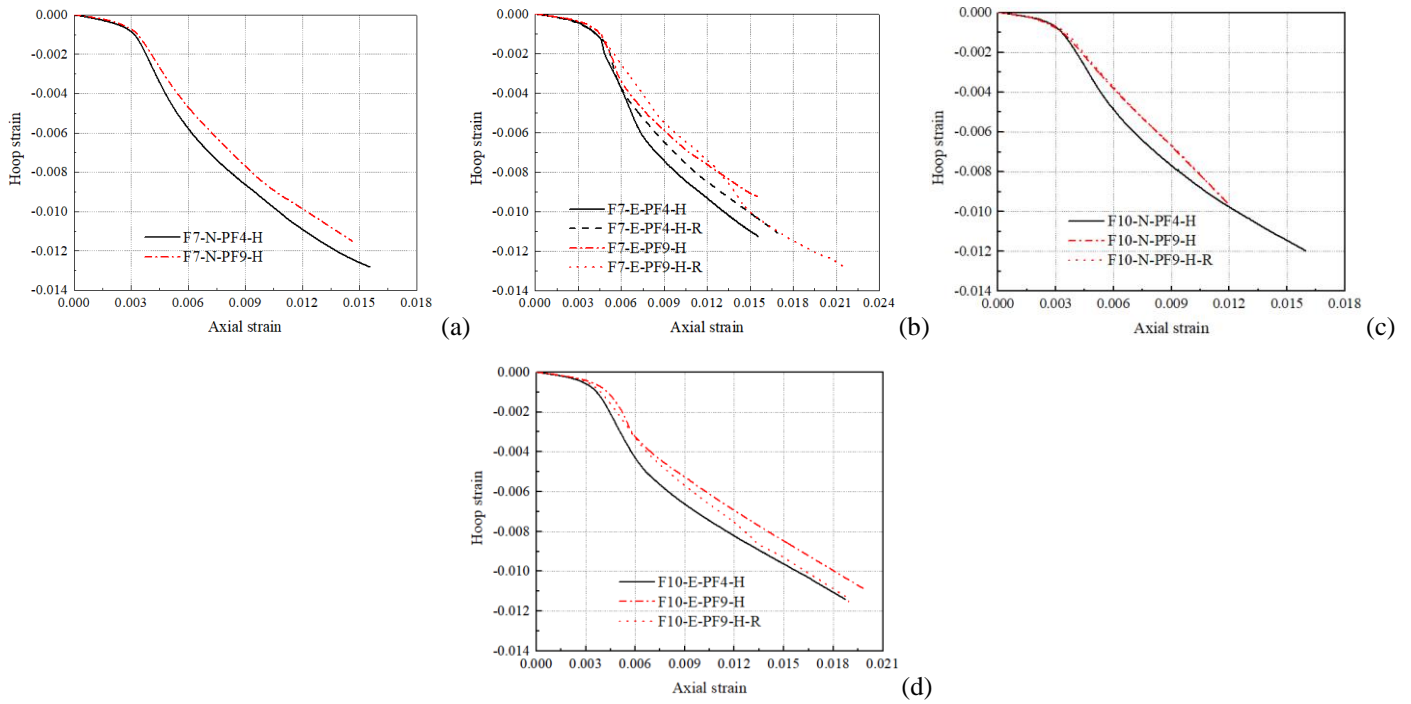 0.000
-0.002
-0.004
-0.006
-0.008
-0.010
-0.012
-0.014
Hoop strain
F7-N-PF4-H
F7-N-PF9-H
0.000 0.003 0.006 0.009 0.012 0.015 0.018
Axial strain
(a)
0.000
-0.002
-0.004
-0.006
-0.008
-0.010
-0.012
-0.014
Hoop strain
F7-E-PF4-H
F7-E-PF4-H-R
F7-E-PF9-H
F7-E-PF9-H-R
0.000 0.003 0.006 0.009 0.012 0.015 0.018 0.021 0.024
Axial strain
(b)
0.000
-0.002
-0.004
-0.006
-0.008
-0.010
-0.012
-0.014
Hoop strain
F10-N-PF4-H
F10-N-PF9-H
F10-N-PF9-H-R
0.000 0.003 0.006 0.009 0.012 0.015 0.018
Axial strain
(c)
0.000
-0.002
-0.004
-0.006
-0.008
-0.010
-0.012
-0.014
Hoop strain
F10-E-PF4-H
F10-E-PF9-H
F10-E-PF9-H-R
0.000 0.003 0.006 0.009 0.012 0.015 0.018 0.021
Axial strain
(d)